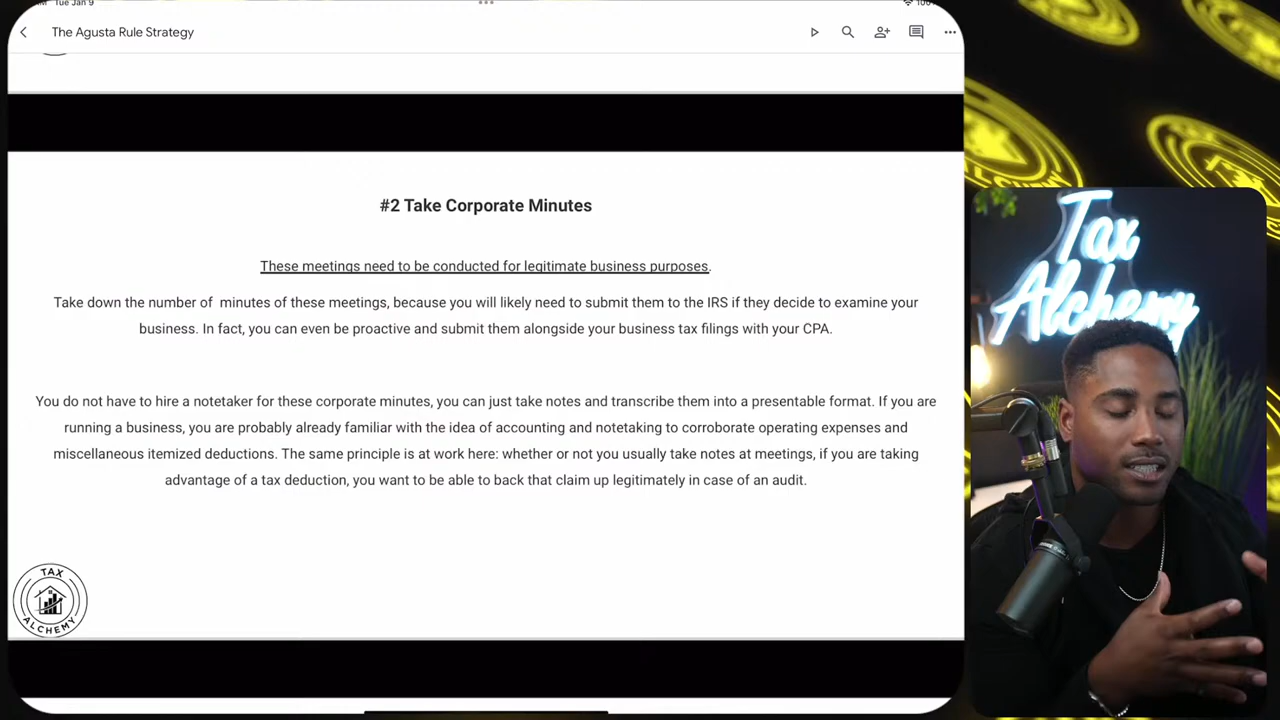 Tue Jan 9
The Agusta Rule Strategy
#2 Take Corporate Minutes
These meetings need to be conducted for legitimate business purposes.
Take down the number of minutes of these meetings, because you will likely need to submit them to the IRS if they decide to examine your
business. In fact, you can even be proactive and submit them alongside your business tax filings with your CPA.
You do not have to hire a notetaker for these corporate minutes, you can just take notes and transcribe them into a presentable format. If you are
running a business, you are probably already familiar with the idea of accounting and notetaking to corroborate operating expenses and
miscellaneous itemized deductions. The same principle is at work here: whether or not you usually take notes at meetings, if you are taking
advantage of a tax deduction, you want to be able to back that claim up legitimately in case of an audit.
TAX
ALCHEMY
Tax
Alchemy